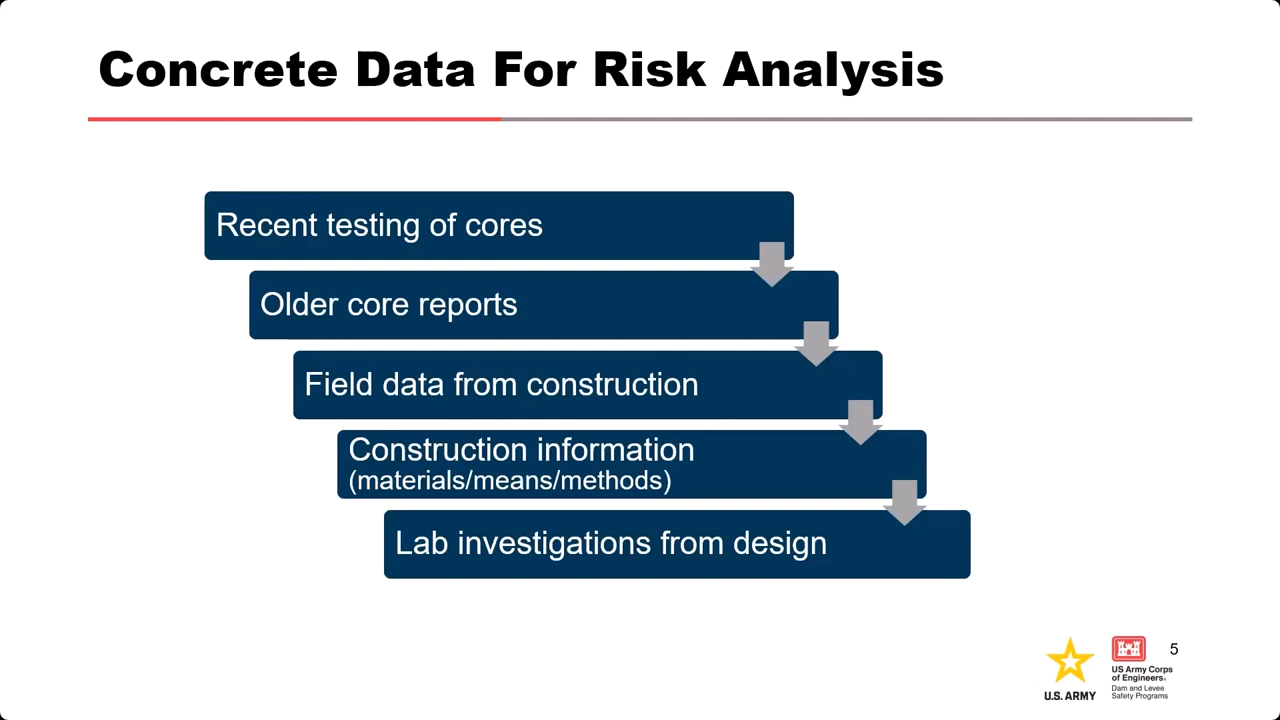 Concrete Data For Risk Analysis
Recent testing of cores
Older core reports
Field data from construction
Construction information
(materials/means/methods)
Lab investigations from design
5
U.S. ARMY
US Army Corps
of Engineers®
Dam and Levee
Safety Programs